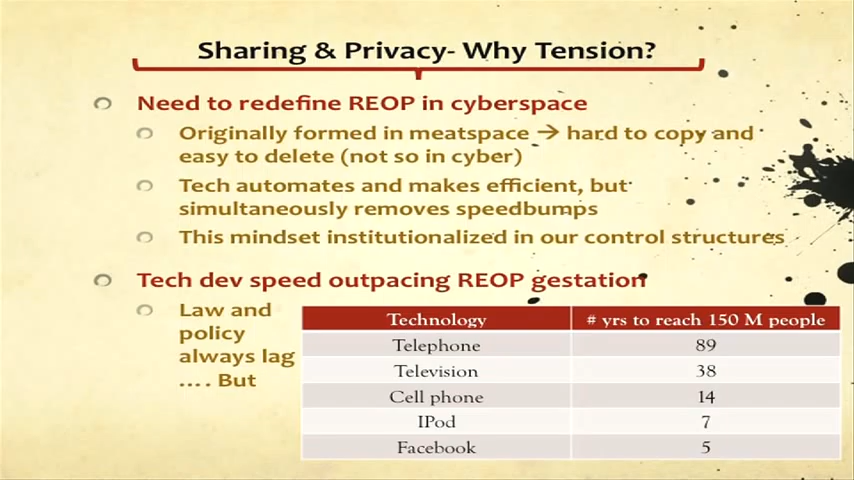 Sharing & Privacy- Why Tension?
Need to redefine REOP in cyberspace
Originally formed in meatspace → hard to copy and
easy to delete (not so in cyber)
Tech automates and makes efficient, but
simultaneously removes speedbumps
This mindset institutionalized in our control structures
Tech dev speed outpacing REOP gestation
Law and
policy
always lag
…. But
Technology # yrs to reach 150 M people
Telephone 89
Television 38
Cell phone 14
IPod 7
Facebook 5